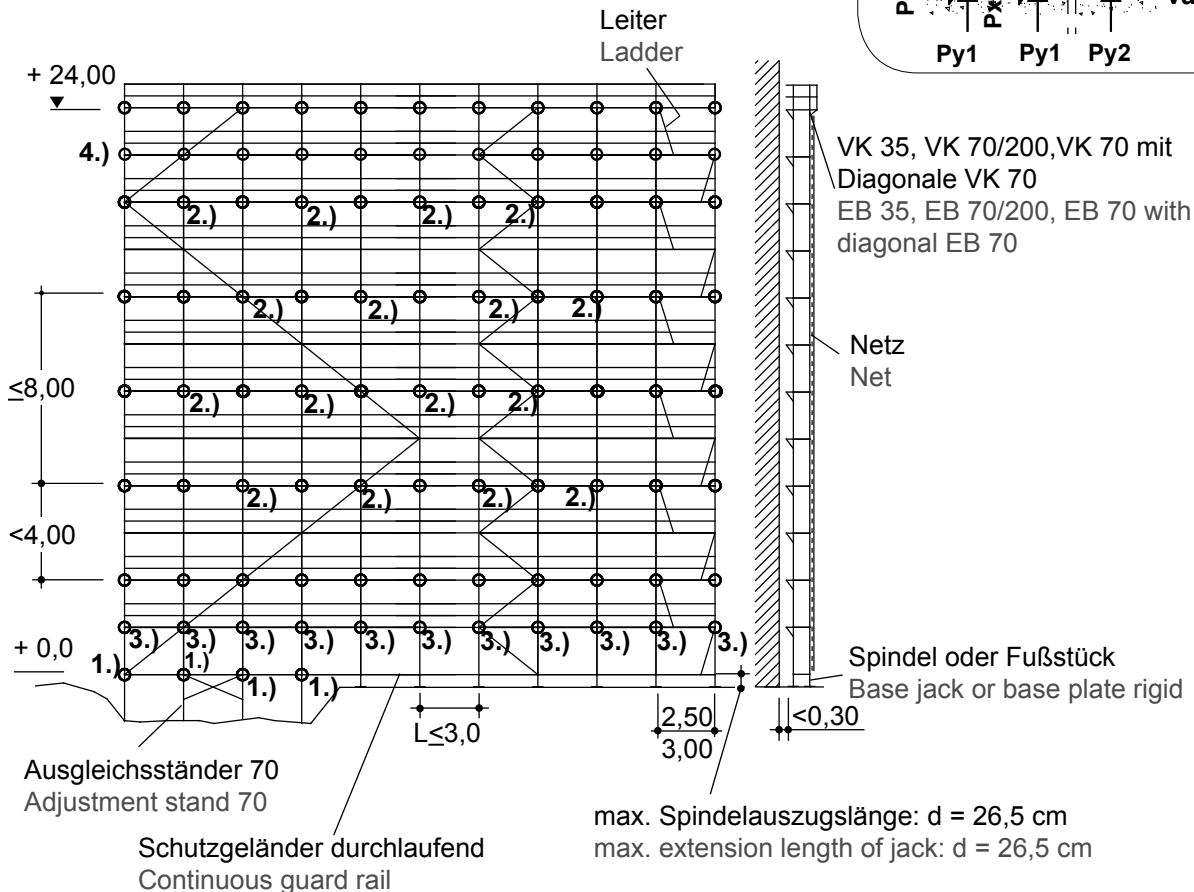 Leiter
Ladder
P
Px
Py1 Py1 Py2
+ 24,00
4.)
VK 35, VK 70/200,VK 70 mit
Diagonale VK 70
EB 35, EB 70/200, EB 70 with
diagonal EB 70
2.) 2.) 2.) 2.)
2.) 2.) 2.) 2.)
Netz
Net
≤8,00
2.) 2.) 2.) 2.)
2.) 2.) 2.) 2.)
<4,00
3.) 3.) 3.) 3.) 3.) 3.) 3.) 3.) 3.) 3.) 3.)
+ 0,0
1.) 1.) 1.) 1.)
Spindel oder Fußstück
Base jack or base plate rigid
L≤3,0
2,50
3,00
<0,30
Ausgleichsständer 70
Adjustment stand 70
max. Spindelauszugslänge: d = 26,5 cm
max. extension length of jack: d = 26,5 cm
Schutzgeländer durchlaufend
Continuous guard rail